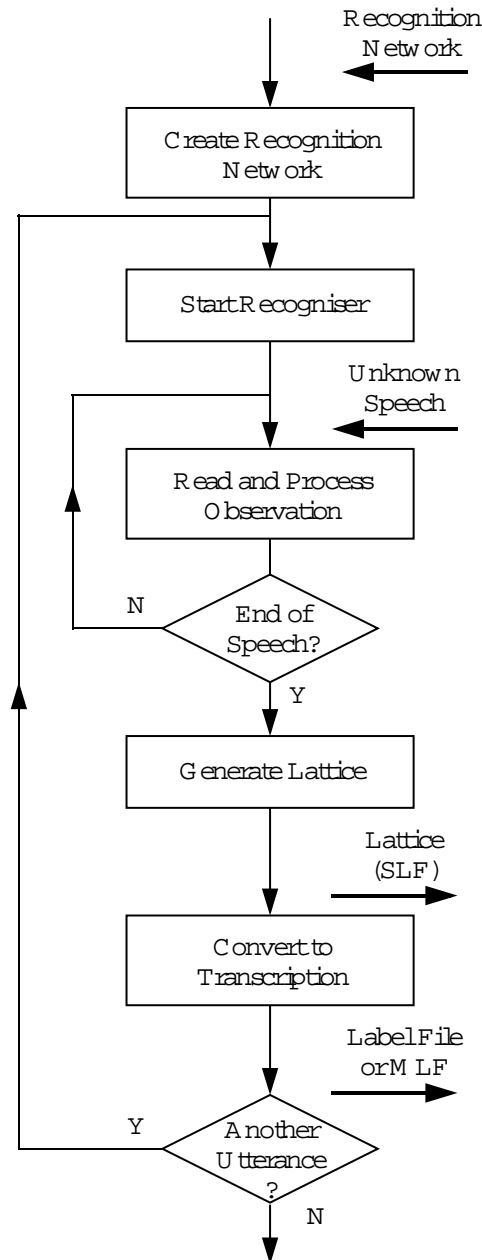 Recognition
Network
Create Recognition
Network
Start Recogniser
Unknown
Speech
Read and Process
Observation
N
End of
Speech?
Y
Generate Lattice
Lattice
(SLF)
Convert to
Transcription
Label File
or MLF
Y
Another
Utterance
?
N